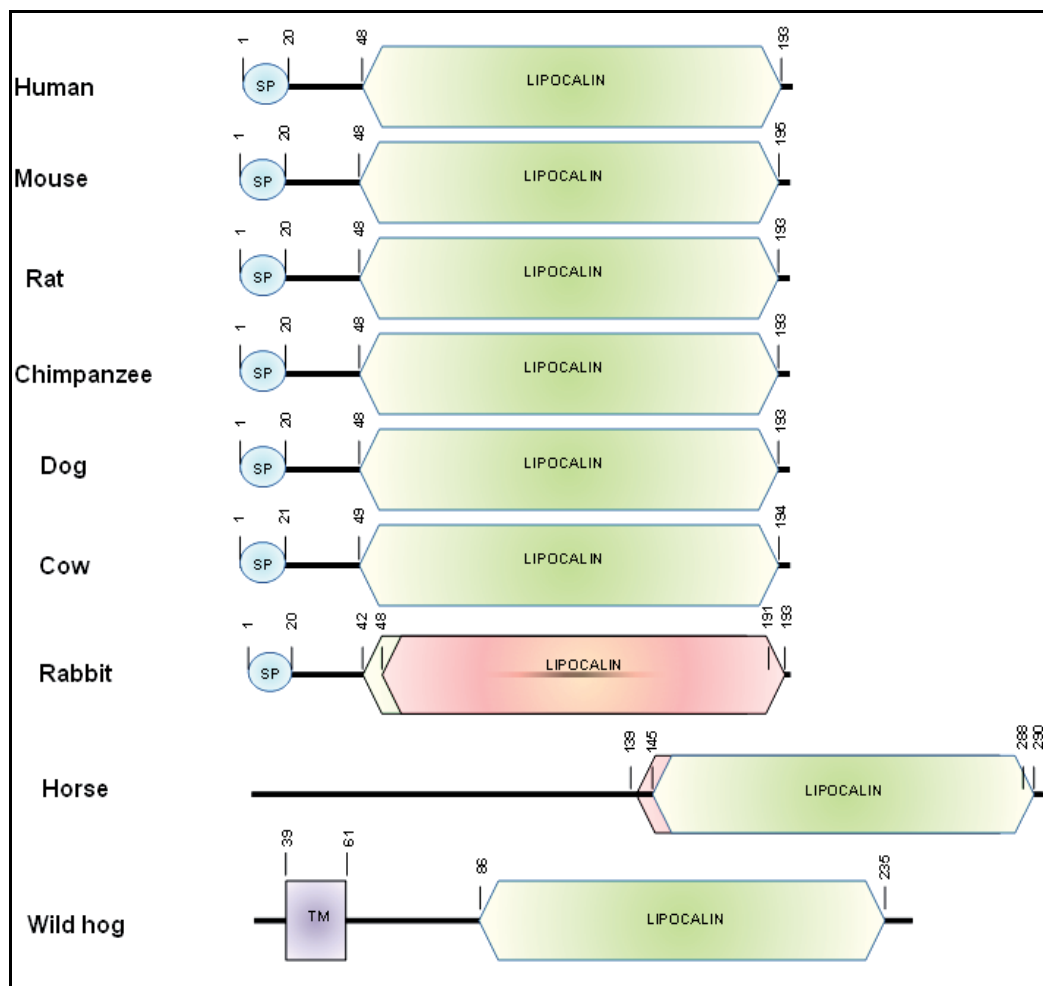 1 20 48 193
Human SP LIPOCALIN
1 20 48 195
Mouse SP LIPOCALIN
1 20 48 193
Rat SP LIPOCALIN
1 20 48 193
Chimpanzee SP LIPOCALIN
1 20 48 193
Dog SP LIPOCALIN
1 21 49 194
Cow SP LIPOCALIN
1 20 42 48 191 193
Rabbit SP LIPOCALIN
139 145 288 290
Horse LIPOCALIN
39 61 86 235
Wild hog TM LIPOCALIN